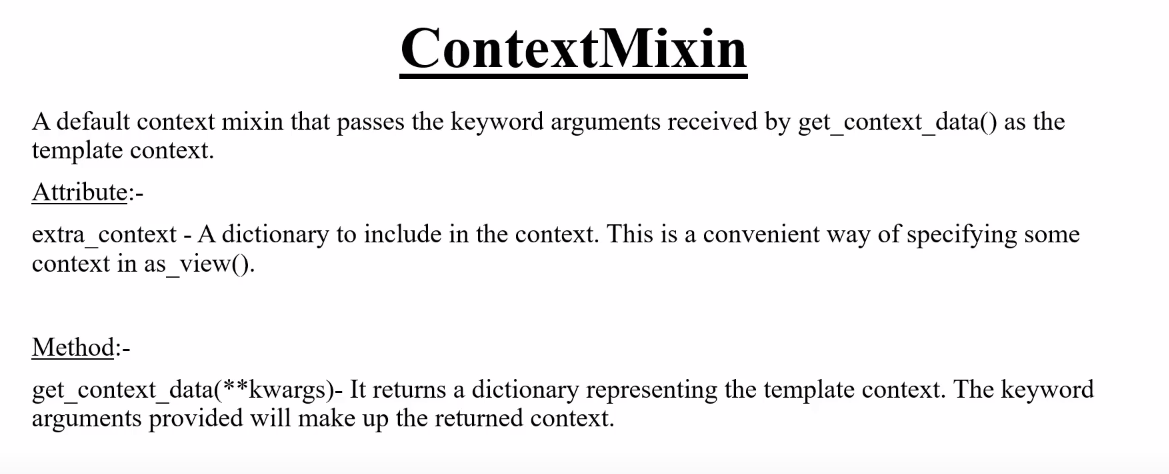 ContextMixin
A default context mixin that passes the keyword arguments received by get_context_data() as the
template context.
Attribute:-
extra_context - A dictionary to include in the context. This is a convenient way of specifying some
context in as_view().
Method:-
get_context_data(**kwargs)- It returns a dictionary representing the template context. The keyword
arguments provided will make up the returned context.